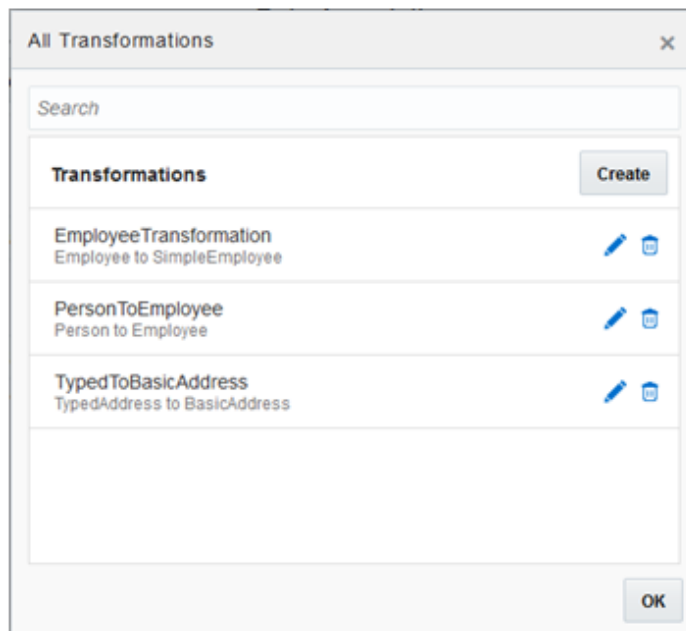 All Transformations
Search
Transformations
Create
EmployeeTransformation
Employee to SimpleEmployee
PersonToEmployee
Person to Employee
TypedToBasicAddress
TypedAddress to BasicAddress
OK